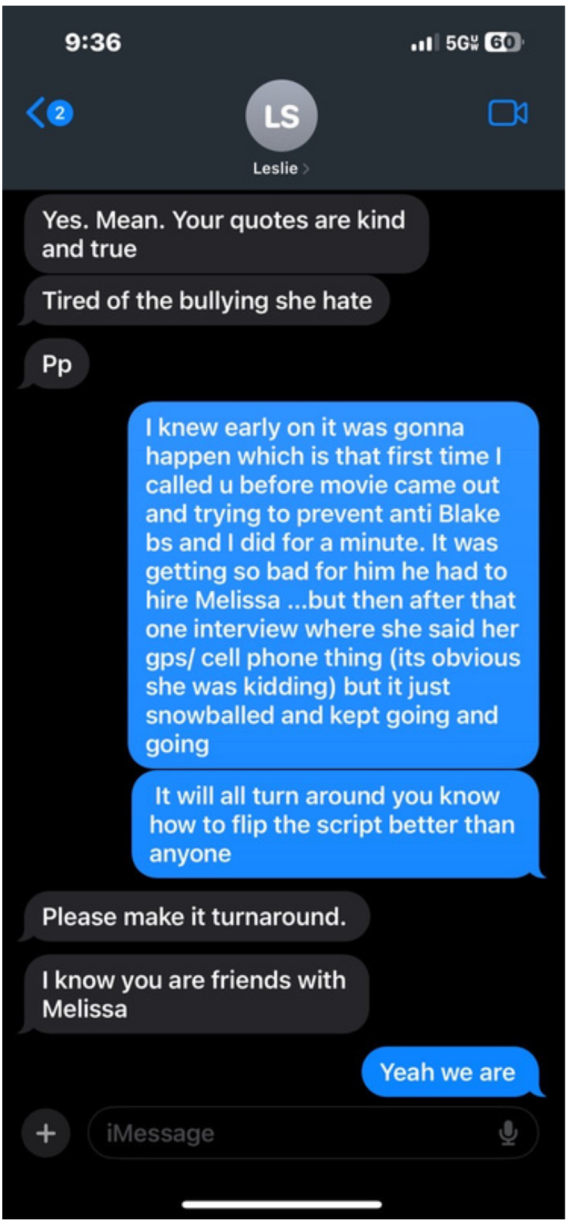 9:36
5G UW 60
2
LS
Leslie
Yes. Mean. Your quotes are kind
and true
Tired of the bullying she hate
Pp
I knew early on it was gonna
happen which is that first time I
called u before movie came out
and trying to prevent anti Blake
bs and I did for a minute. It was
getting so bad for him he had to
hire Melissa ...but then after that
one interview where she said her
gps/ cell phone thing (its obvious
she was kidding) but it just
snowballed and kept going and
going
It will all turn around you know
how to flip the script better than
anyone
Please make it turnaround.
I know you are friends with
Melissa
Yeah we are
iMessage